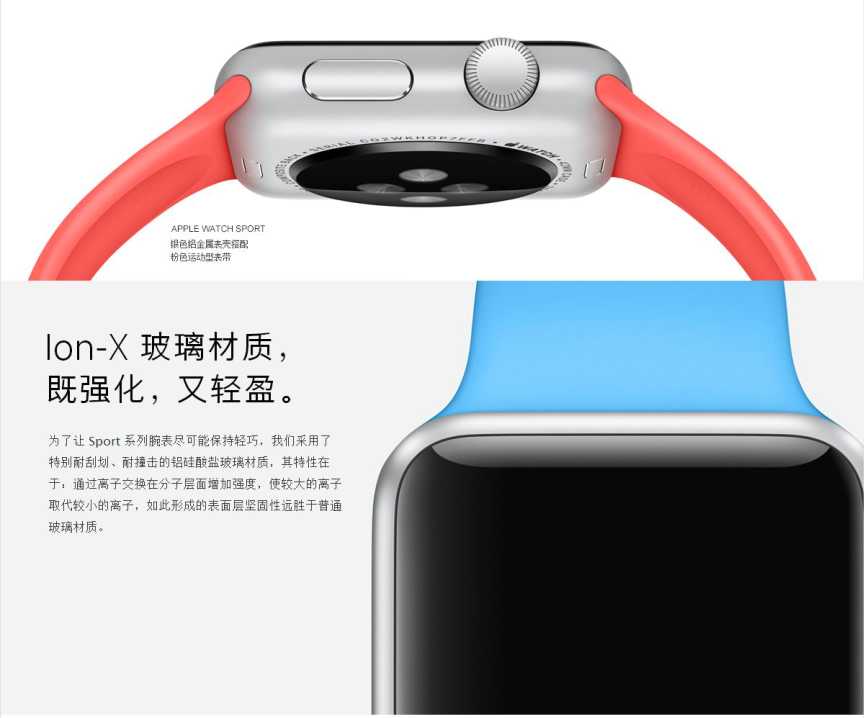 SERIAL
WATCH
APPLE WATCH SPORT
银色铝金属表壳搭配
粉色运动型表带
Ion-X 玻璃材质，
既强化，又轻盈。
为了让 Sport 系列腕表尽可能保持轻巧，我们采用了
特别耐刮划、耐撞击的铝硅酸盐玻璃材质，其特性在
于：通过离子交换在分子层面增加强度，使较大的离子
取代较小的离子，如此形成的表面层坚固性远胜于普通
玻璃材质。